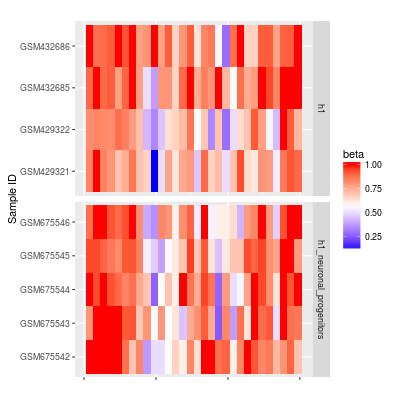 GSM432686
GSM432685
GSM429322
GSM429321
h1
GSM675546
GSM675545
GSM675544
GSM675543
GSM675542
h1_neuronal_progenitors
Sample ID
beta
1.00
0.75
0.50
0.25